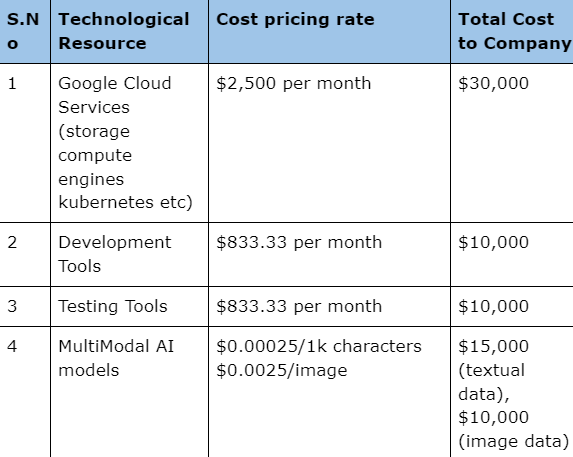 S.N Technological Cost pricing rate Total Cost
o Resource to Company
1 Google Cloud $2,500 per month $30,000
Services
(storage
compute
engines
kubernetes etc)
2 Development $833.33 per month $10,000
Tools
3 Testing Tools $833.33 per month $10,000
4 MultiModal AI $0.00025/1k characters $15,000
models $0.0025/image (textual
data),
$10,000
(image data)